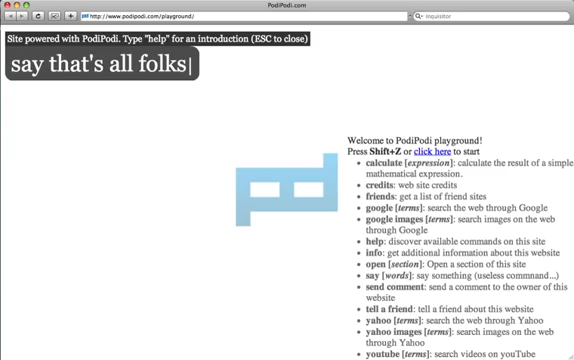 PodiPodi.com
http://www.podipodi.com/playground/
Inquisitor
Site powered with PodiPodi. Type "help" for an introduction (ESC to close)
say that's all folks
Welcome to PodiPodi playground!
Press Shift+Z or click here to start
• calculate [expression]: calculate the result of a simple
mathematical expression.
• credits: web site credits
• friends: get a list of friend sites
• google [terms]: search the web through Google
• google images [terms]: search images on the web
through Google
• help: discover available commands on this site
• info: get additional information about this website
• open [section]: Open a section of this site
• say [words]: say something (useless commnand...)
• send comment: send a comment to the owner of this
website
• tell a friend: tell a friend about this website
• yahoo [terms]: search the web through Yahoo
• yahoo images [terms]: search images on the web
through Yahoo
• youtube [terms]: search videos on youTube